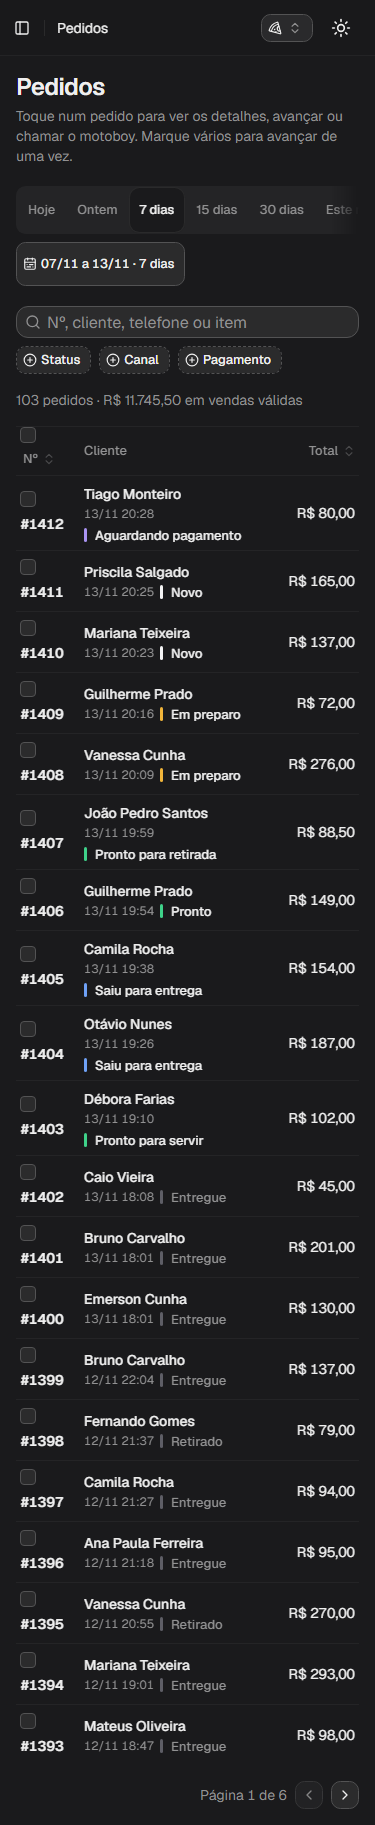 Pedidos
Pedidos
Toque num pedido para ver os detalhes, avançar ou
chamar o motoboy. Marque vários para avançar de
uma vez.
Hoje Ontem 7 dias 15 dias 30 dias Este
07/11 a 13/11 · 7 dias
Nº, cliente, telefone ou item
Status Canal Pagamento
103 pedidos · R$ 11.745,50 em vendas válidas
Nº Cliente Total
Tiago Monteiro
#1412 13/11 20:28 R$ 80,00
Aguardando pagamento
Priscila Salgado R$ 165,00
#1411 13/11 20:25 Novo
Mariana Teixeira R$ 137,00
#1410 13/11 20:23 Novo
Guilherme Prado R$ 72,00
#1409 13/11 20:16 Em preparo
Vanessa Cunha R$ 276,00
#1408 13/11 20:09 Em preparo
João Pedro Santos
#1407 13/11 19:59 R$ 88,50
Pronto para retirada
Guilherme Prado R$ 149,00
#1406 13/11 19:54 Pronto
Camila Rocha
#1405 13/11 19:38 R$ 154,00
Saiu para entrega
Otávio Nunes
#1404 13/11 19:26 R$ 187,00
Saiu para entrega
Débora Farias
#1403 13/11 19:10 R$ 102,00
Pronto para servir
Caio Vieira R$ 45,00
#1402 13/11 18:08 Entregue
Bruno Carvalho R$ 201,00
#1401 13/11 18:01 Entregue
Emerson Cunha R$ 130,00
#1400 13/11 18:01 Entregue
Bruno Carvalho R$ 137,00
#1399 12/11 22:04 Entregue
Fernando Gomes R$ 79,00
#1398 12/11 21:37 Retirado
Camila Rocha R$ 94,00
#1397 12/11 21:27 Entregue
Ana Paula Ferreira R$ 95,00
#1396 12/11 21:18 Entregue
Vanessa Cunha R$ 270,00
#1395 12/11 20:55 Retirado
Mariana Teixeira R$ 293,00
#1394 12/11 19:01 Entregue
Mateus Oliveira R$ 98,00
#1393 12/11 18:47 Entregue
Página 1 de 6